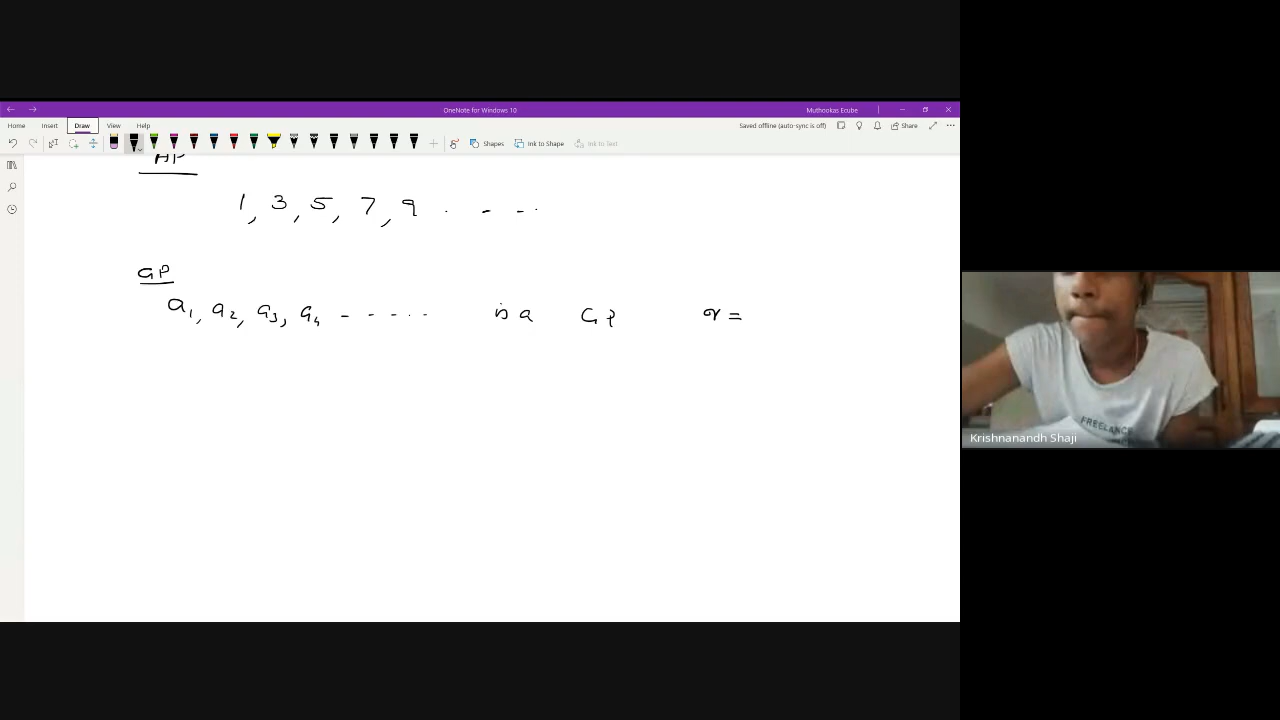 OneNote for Windows 10
Muthookas Ecube
Home Insert Draw View Help
Saved offline (auto-sync is off)
Share
Shapes
Ink to Shape
Ink to Text
AP
1, 3, 5, 7, 9 . - - -.
GP
a1, a2, a3, a4 - - - - - . is a GP r =
FREELANCE
Krishnanandh Shaji